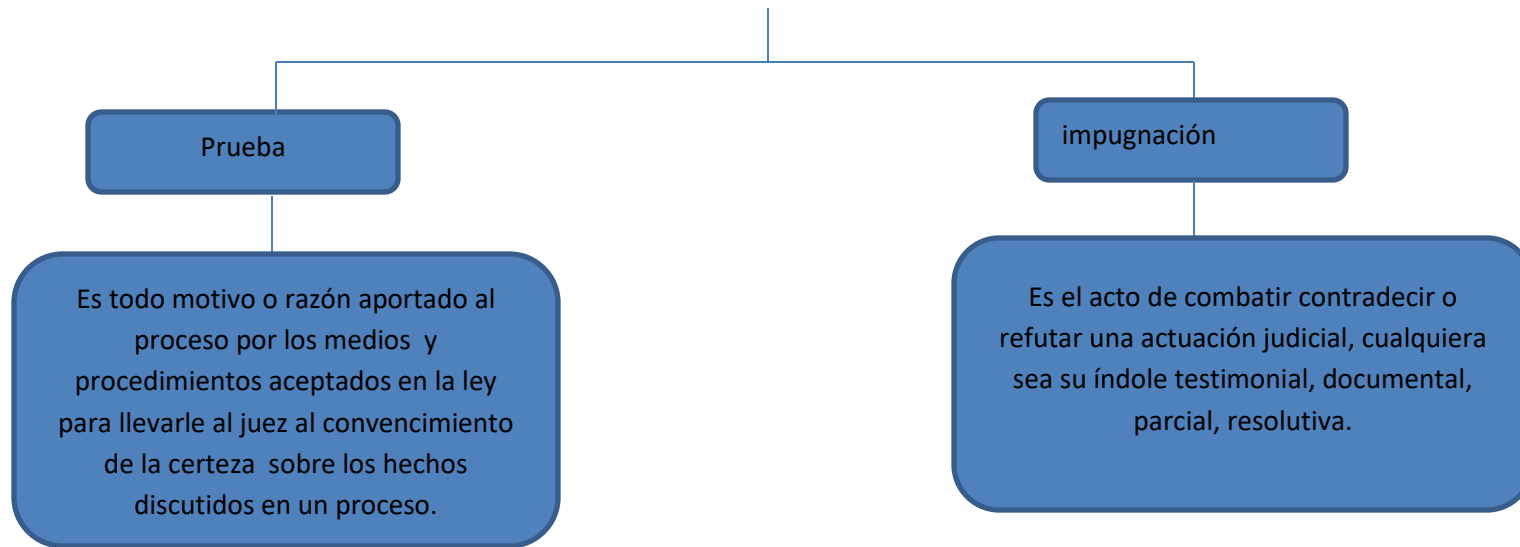 Prueba
Es todo motivo o razón aportado al
proceso por los medios  y
procedimientos aceptados en la ley
para llevarle al juez al convencimiento
de la certeza  sobre los hechos
discutidos en un proceso.
impugnación
Es el acto de combatir contradecir o
refutar una actuación judicial, cualquiera
sea su índole testimonial, documental,
parcial, resolutiva.